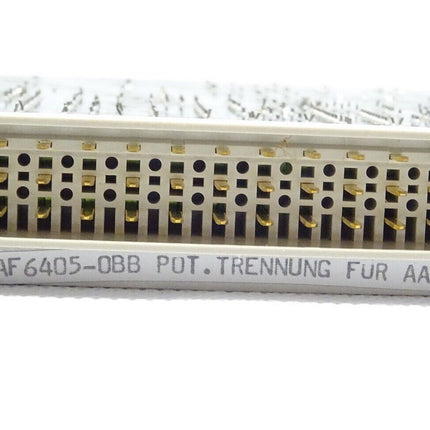 AF6405-0BB POT.TRENNUNG FÜR AA